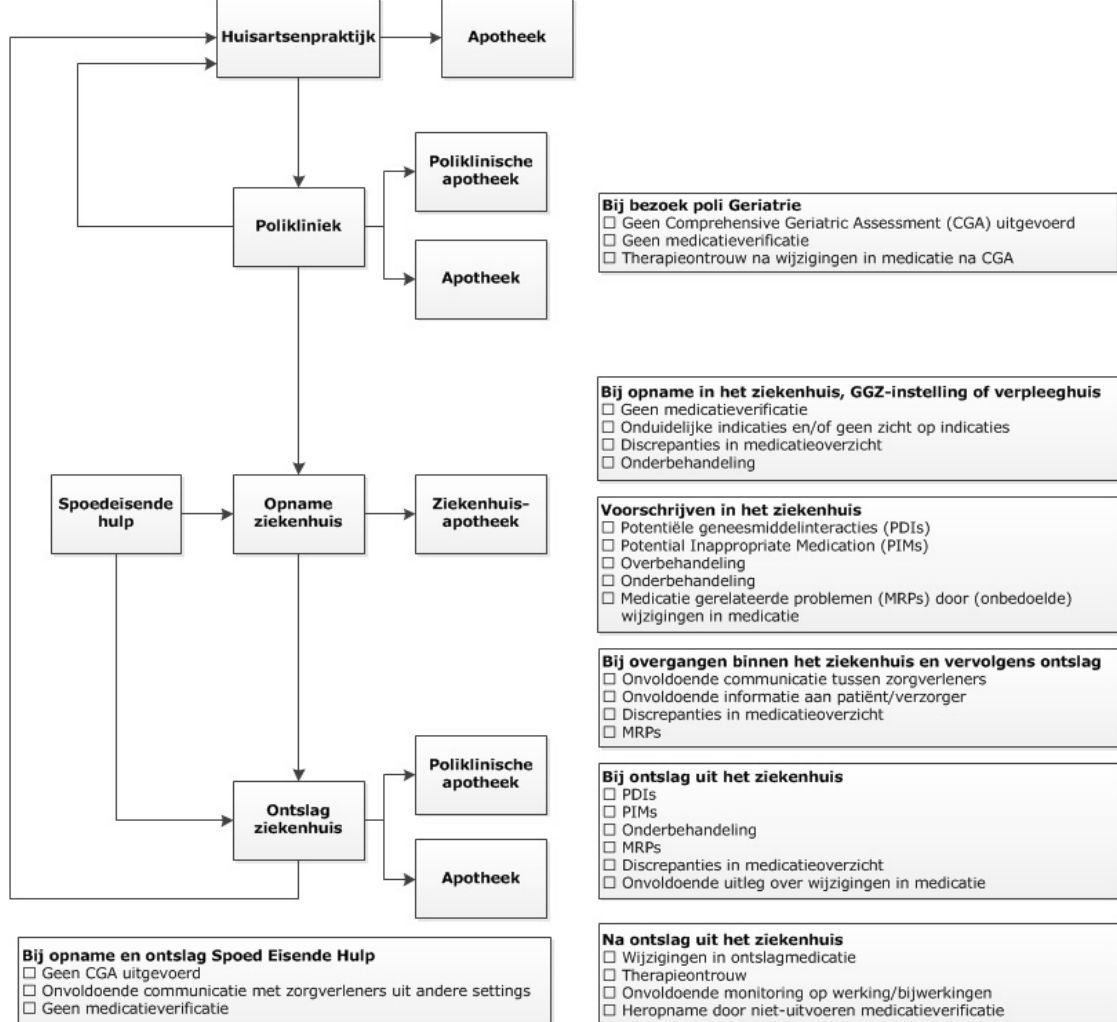 Huisartsenpraktijk
Apotheek
Poliklinische
apotheek
Polikliniek
Apotheek
Spoedeisende
hulp
Opname
ziekenhuis
Ziekenhuis-
apotheek
Poliklinische
apotheek
Ontslag
ziekenhuis
Apotheek
Bij opname en ontslag Spoed Eisende Hulp
☐ Geen CGA uitgevoerd
☐ Onvoldoende communicatie met zorgverleners uit andere settings
☐ Geen medicatieverificatie
Bij bezoek poli Geriatrie
☐ Geen Comprehensive Geriatric Assessment (CGA) uitgevoerd
☐ Geen medicatieverificatie
☐ Therapieontrouw na wijzigingen in medicatie na CGA
Bij opname in het ziekenhuis, GGZ-instelling of verpleeghuis
☐ Geen medicatieverificatie
☐ Onduidelijke indicaties en/of geen zicht op indicaties
☐ Discrepanties in medicatieoverzicht
☐ Onderbehandeling
Voorschrijven in het ziekenhuis
☐ Potentiële geneesmiddelinteracties (PDIs)
☐ Potential Inappropriate Medication (PIMs)
☐ Overbehandeling
☐ Onderbehandeling
☐ Medicatie gerelateerde problemen (MRPs) door (onbedoelde)
wijzigingen in medicatie
Bij overgangen binnen het ziekenhuis en vervolgens ontslag
☐ Onvoldoende communicatie tussen zorgverleners
☐ Onvoldoende informatie aan patiënt/verzorger
☐ Discrepanties in medicatieoverzicht
☐ MRPs
Bij ontslag uit het ziekenhuis
☐ PDIs
☐ PIMs
☐ Onderbehandeling
☐ MRPs
☐ Discrepanties in medicatieoverzicht
☐ Onvoldoende uitleg over wijzigingen in medicatie
Na ontslag uit het ziekenhuis
☐ Wijzigingen in ontslagmedicatie
☐ Therapieontrouw
☐ Onvoldoende monitoring op werking/bijwerkingen
☐ Heropname door niet-uitvoeren medicatieverificatie